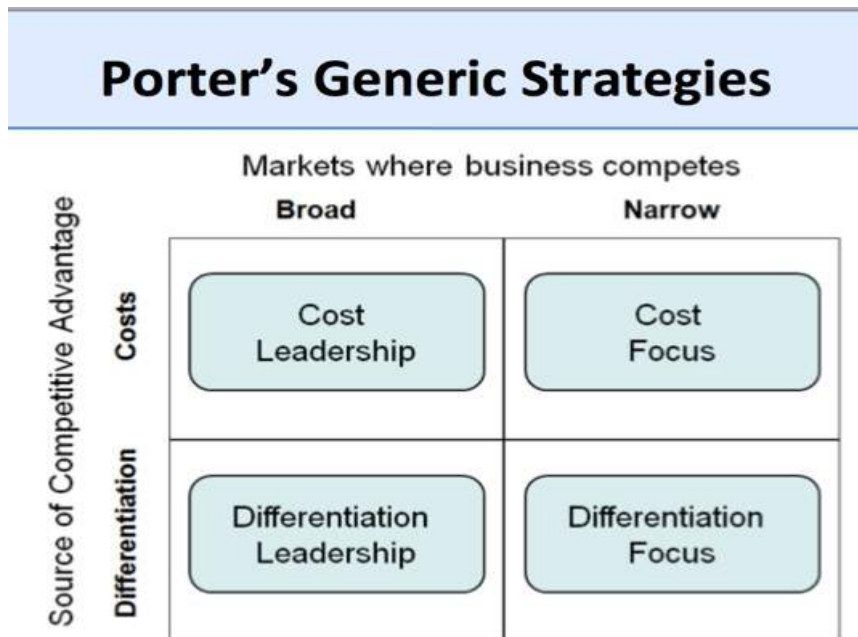 Porter’s Generic Strategies
Markets where business competes
Broad Narrow
Source of Competitive Advantage
Costs
Cost
Leadership
Cost
Focus
Differentiation
Differentiation
Leadership
Differentiation
Focus